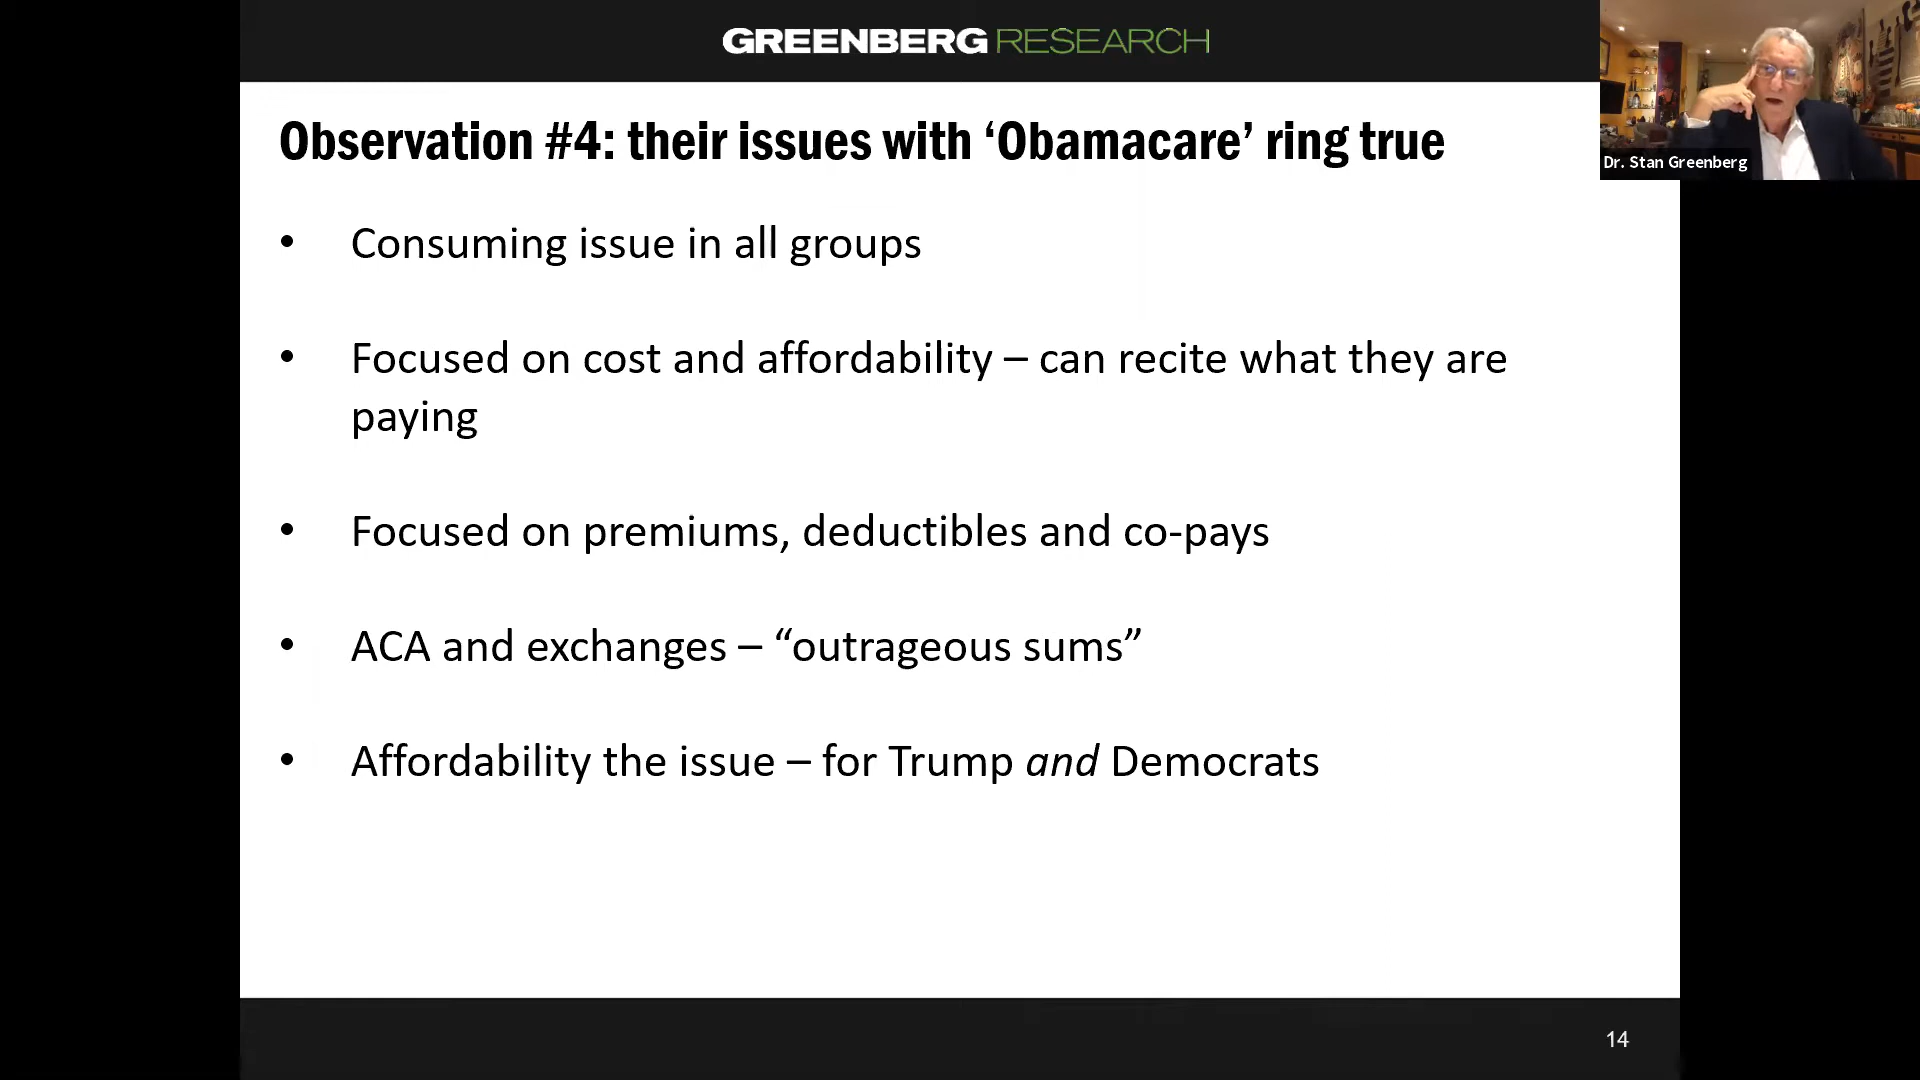 GREENBERG RESEARCH
Dr. Stan Greenberg
Observation #4: their issues with ‘Obamacare’ ring true
• Consuming issue in all groups
• Focused on cost and affordability – can recite what they are
paying
• Focused on premiums, deductibles and co-pays
• ACA and exchanges – “outrageous sums”
• Affordability the issue – for Trump and Democrats
14